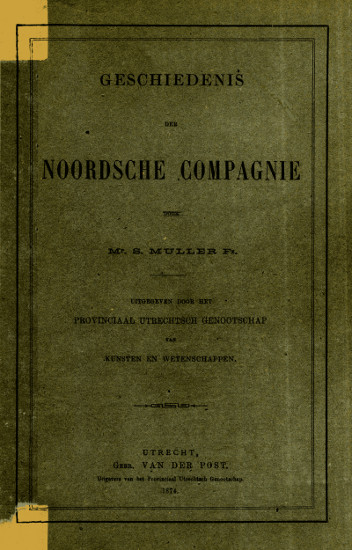 GESCHIEDENIS
DER
NOORDSCHE COMPAGNIE
DOOR
Mr. S. MULLER Fz.
UITGEGEVEN DOOR HET
PROVINCIAAL UTRECHTSCH GENOOTSCHAP
VAN
KUNSTEN EN WETENSCHAPPEN.
UTRECHT,
GEBR. VAN DER POST.
Uitgevers van het Provinciaal Utrechtsch Genootschap.
1874.